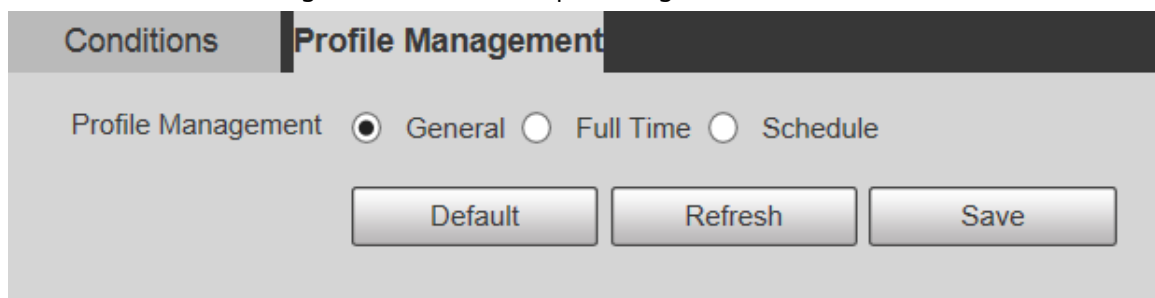 Conditions Profile Management
Profile Management General Full Time Schedule
Default Refresh Save